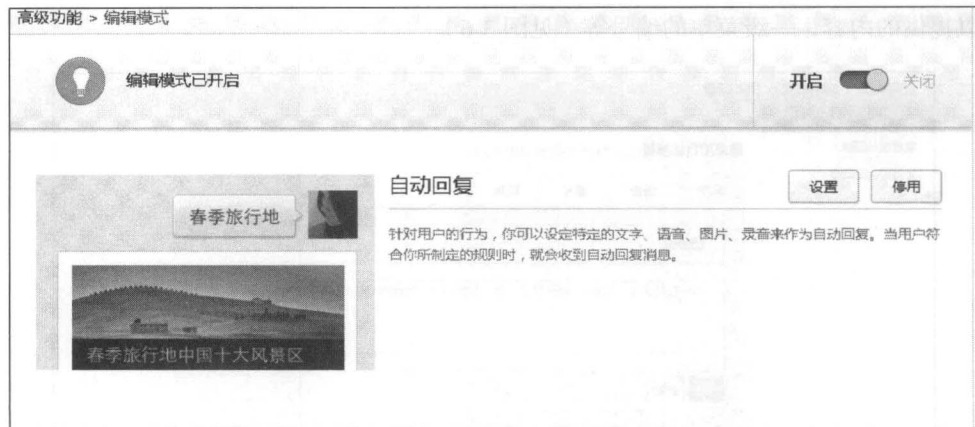 高级功能 > 编辑模式
编辑模式已开启
开启 关闭
春季旅行地
春季旅行地中国十大风景区
自动回复
设置 停用
针对用户的行为，你可以设定特定的文字、语音、图片、录音来作为自动回复。当用户符
合你所制定的规则时，就会收到自动回复消息。